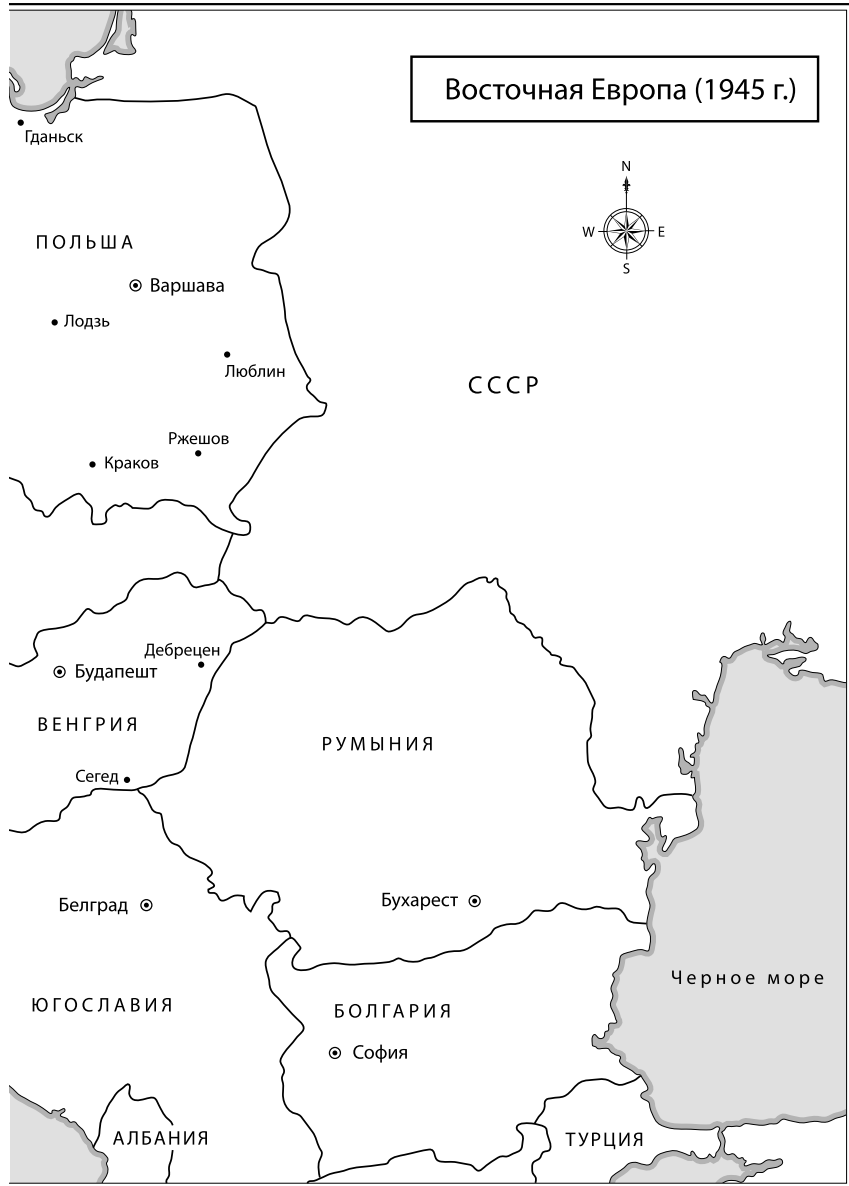 Восточная Европа (1945 г.)
Гданьск
N
W
E
S
ПОЛЬША
Варшава
Лодзь
Люблин
СССР
Ржешов
Краков
Дебрецен
Будапешт
ВЕНГРИЯ
РУМЫНИЯ
Сегед
Бухарест
Белград
Черное море
ЮГОСЛАВИЯ
БОЛГАРИЯ
София
АЛБАНИЯ
ТУРЦИЯ